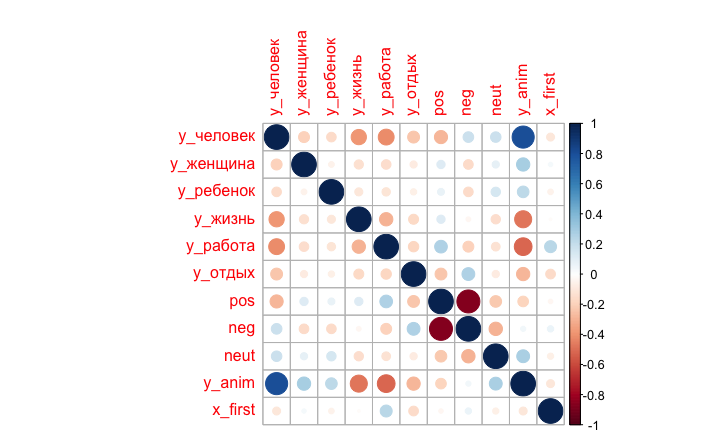 y_человек
y_женщина
y_ребенок
y_жизнь
y_работа
y_отдых
pos
neg
neut
y_anim
x_first
y_человек
y_женщина
y_ребенок
y_жизнь
y_работа
y_отдых
pos
neg
neut
y_anim
x_first
1
0.8
0.6
0.4
0.2
0
-0.2
-0.4
-0.6
-0.8
-1